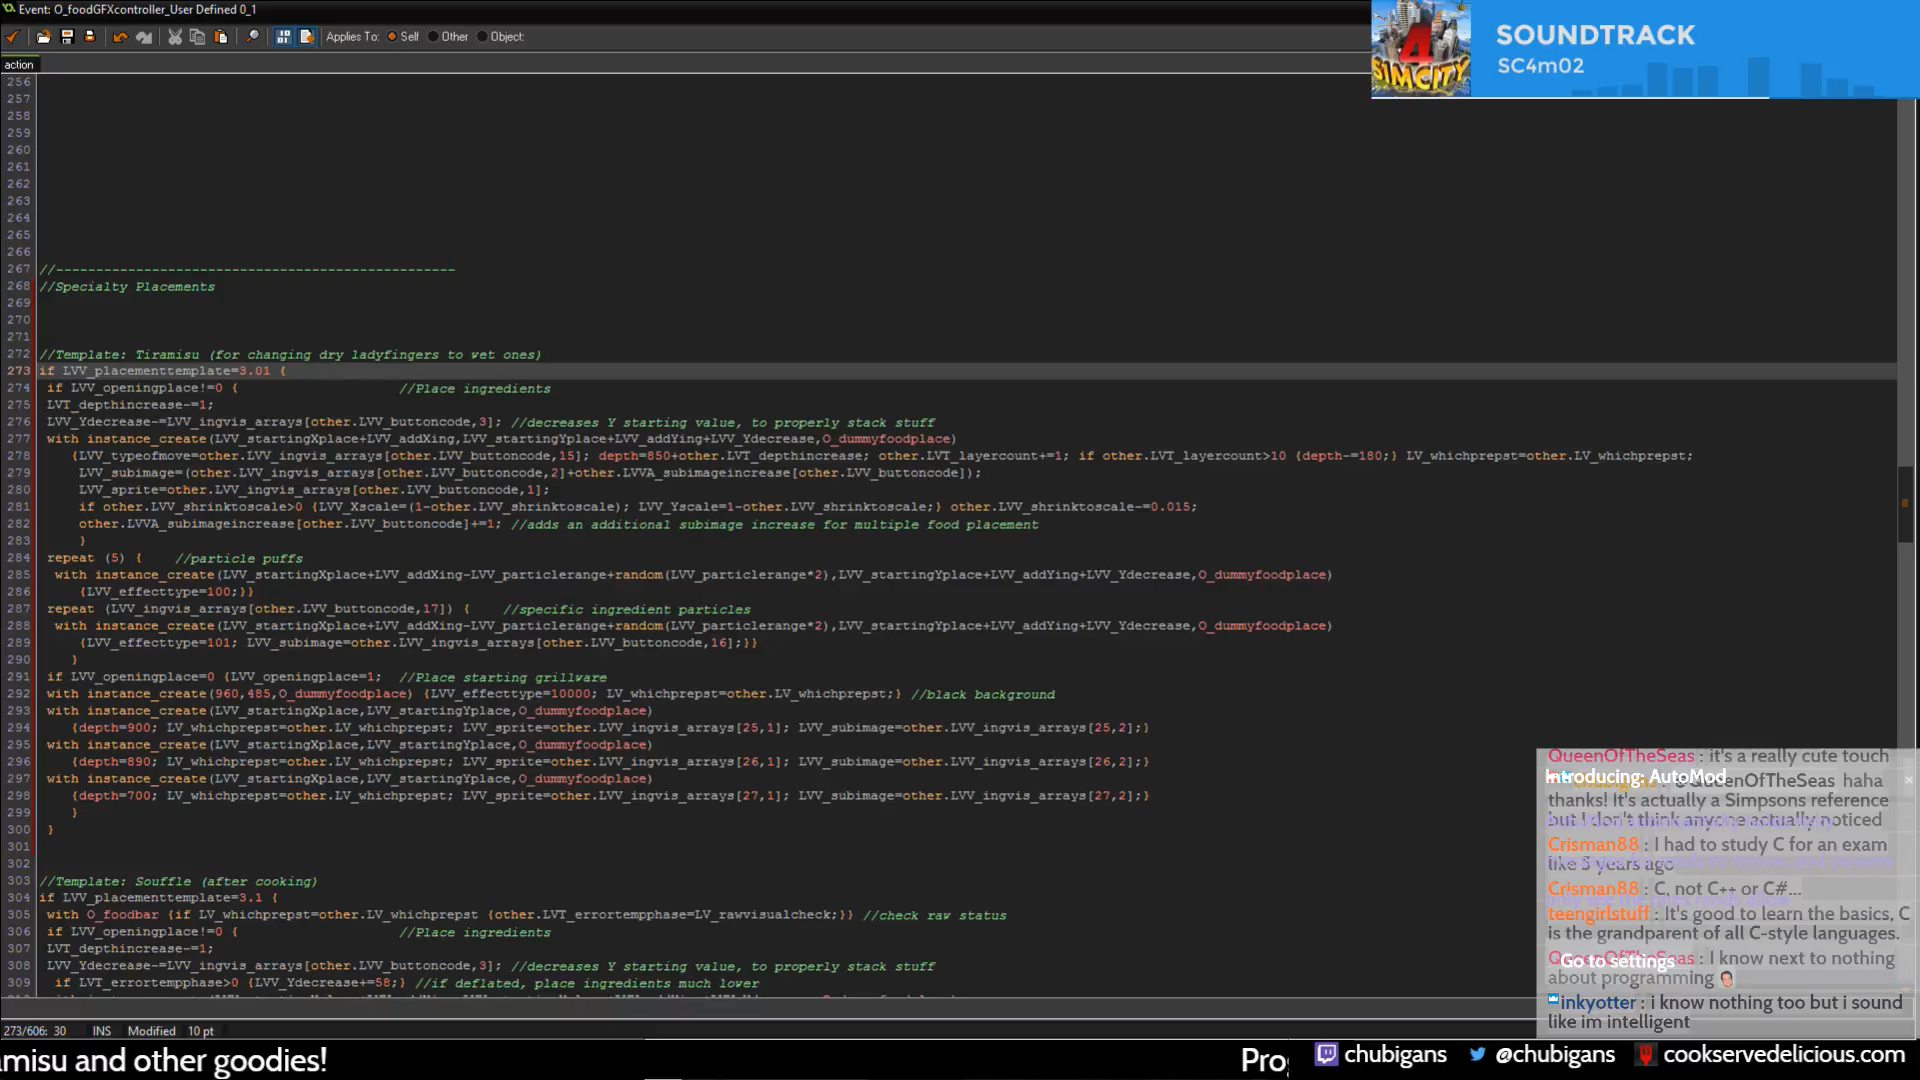 Event: O_foodGFXcontroller_User Defined 0_1
Applies To: Self Other Object:
action
256
257
258
259
260
261
262
263
264
265
266
267 //--------------------------------------------------
268 //Specialty Placements
269
270
271
272 //Template: Tiramisu (for changing dry ladyfingers to wet ones)
273 if LVV_placementtemplate=3.01 {
274 if LVV_openingplace!=0 { //Place ingredients
275 LVT_depthincrease-=1;
276 LVV_Ydecrease-=LVV_ingvis_arrays[other.LVV_buttoncode,3]; //decreases Y starting value, to properly stack stuff
277 with instance_create(LVV_startingXplace+LVV_addXing,LVV_startingYplace+LVV_addYing+LVV_Ydecrease,O_dummyfoodplace)
278 {LVV_typeofmove=other.LVV_ingvis_arrays[other.LVV_buttoncode,15]; depth=850+other.LVT_depthincrease; other.LVT_layercount+=1; if other.LVT_layercount>10 {depth-=180;} LV_whichprepst=other.LV_whichprepst;
279 LVV_subimage=(other.LVV_ingvis_arrays[other.LVV_buttoncode,2]+other.LVVA_subimageincrease[other.LVV_buttoncode]);
280 LVV_sprite=other.LVV_ingvis_arrays[other.LVV_buttoncode,1];
281 if other.LVV_shrinktoscale>0 {LVV_Xscale=(1-other.LVV_shrinktoscale); LVV_Yscale=1-other.LVV_shrinktoscale;} other.LVV_shrinktoscale-=0.015;
282 other.LVVA_subimageincrease[other.LVV_buttoncode]+=1; //adds an additional subimage increase for multiple food placement
283 }
284 repeat (5) { //particle puffs
285 with instance_create(LVV_startingXplace+LVV_addXing-LVV_particlerange+random(LVV_particlerange*2),LVV_startingYplace+LVV_addYing+LVV_Ydecrease,O_dummyfoodplace)
286 {LVV_effecttype=100;}}
287 repeat (LVV_ingvis_arrays[other.LVV_buttoncode,17]) { //specific ingredient particles
288 with instance_create(LVV_startingXplace+LVV_addXing-LVV_particlerange+random(LVV_particlerange*2),LVV_startingYplace+LVV_addYing+LVV_Ydecrease,O_dummyfoodplace)
289 {LVV_effecttype=101; LVV_subimage=other.LVV_ingvis_arrays[other.LVV_buttoncode,16];}}
290 }
291 if LVV_openingplace=0 {LVV_openingplace=1; //Place starting grillware
292 with instance_create(960,485,O_dummyfoodplace) {LVV_effecttype=10000; LV_whichprepst=other.LV_whichprepst;} //black background
293 with instance_create(LVV_startingXplace,LVV_startingYplace,O_dummyfoodplace)
294 {depth=900; LV_whichprepst=other.LV_whichprepst; LVV_sprite=other.LVV_ingvis_arrays[25,1]; LVV_subimage=other.LVV_ingvis_arrays[25,2];}
295 with instance_create(LVV_startingXplace,LVV_startingYplace,O_dummyfoodplace)
296 {depth=890; LV_whichprepst=other.LV_whichprepst; LVV_sprite=other.LVV_ingvis_arrays[26,1]; LVV_subimage=other.LVV_ingvis_arrays[26,2];}
297 with instance_create(LVV_startingXplace,LVV_startingYplace,O_dummyfoodplace)
298 {depth=700; LV_whichprepst=other.LV_whichprepst; LVV_sprite=other.LVV_ingvis_arrays[27,1]; LVV_subimage=other.LVV_ingvis_arrays[27,2];}
299 }
300 }
301
302
303 //Template: Souffle (after cooking)
304 if LVV_placementtemplate=3.1 {
305 with O_foodbar {if LV_whichprepst=other.LV_whichprepst {other.LVT_errortempphase=LV_rawvisualcheck;}} //check raw status
306 if LVV_openingplace!=0 { //Place ingredients
307 LVT_depthincrease-=1;
308 LVV_Ydecrease-=LVV_ingvis_arrays[other.LVV_buttoncode,3]; //decreases Y starting value, to properly stack stuff
309 if LVT_errortempphase>0 {LVV_Ydecrease+=58;} //if deflated, place ingredients much lower
273/606: 30 INS Modified 10 pt
4
SIMCITY
SOUNDTRACK
SC4m02
QueenOfTheSeas : it's a really cute touch
Introducing: AutoMod
chubigans : @QueenOfTheSeas haha
thanks! It's actually a Simpsons reference
but I don't think anyone actually noticed
Crisman88 : I had to study C for an exam
like 5 years ago
Crisman88 : C, not C++ or C#...
teengirlstuff : It's good to learn the basics, C
is the grandparent of all C-style languages.
QueenOfTheSeas : I know next to nothing
Go to settings
about programming
inkyotter : i know nothing too but i sound
like im intelligent
amisu and other goodies!
Prog
chubigans
@chubigans
cookservedelicious.com